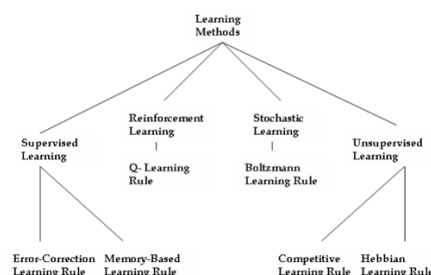 Learning
Methods
Reinforcement
Learning
Stochastic
Learning
Supervised
Learning
Unsupervised
Learning
Q- Learning
Rule
Boltzmann
Learning Rule
Error-Correction
Learning Rule
Memory-Based
Learning Rule
Competitive
Learning Rule
Hebbian
Learning Rule